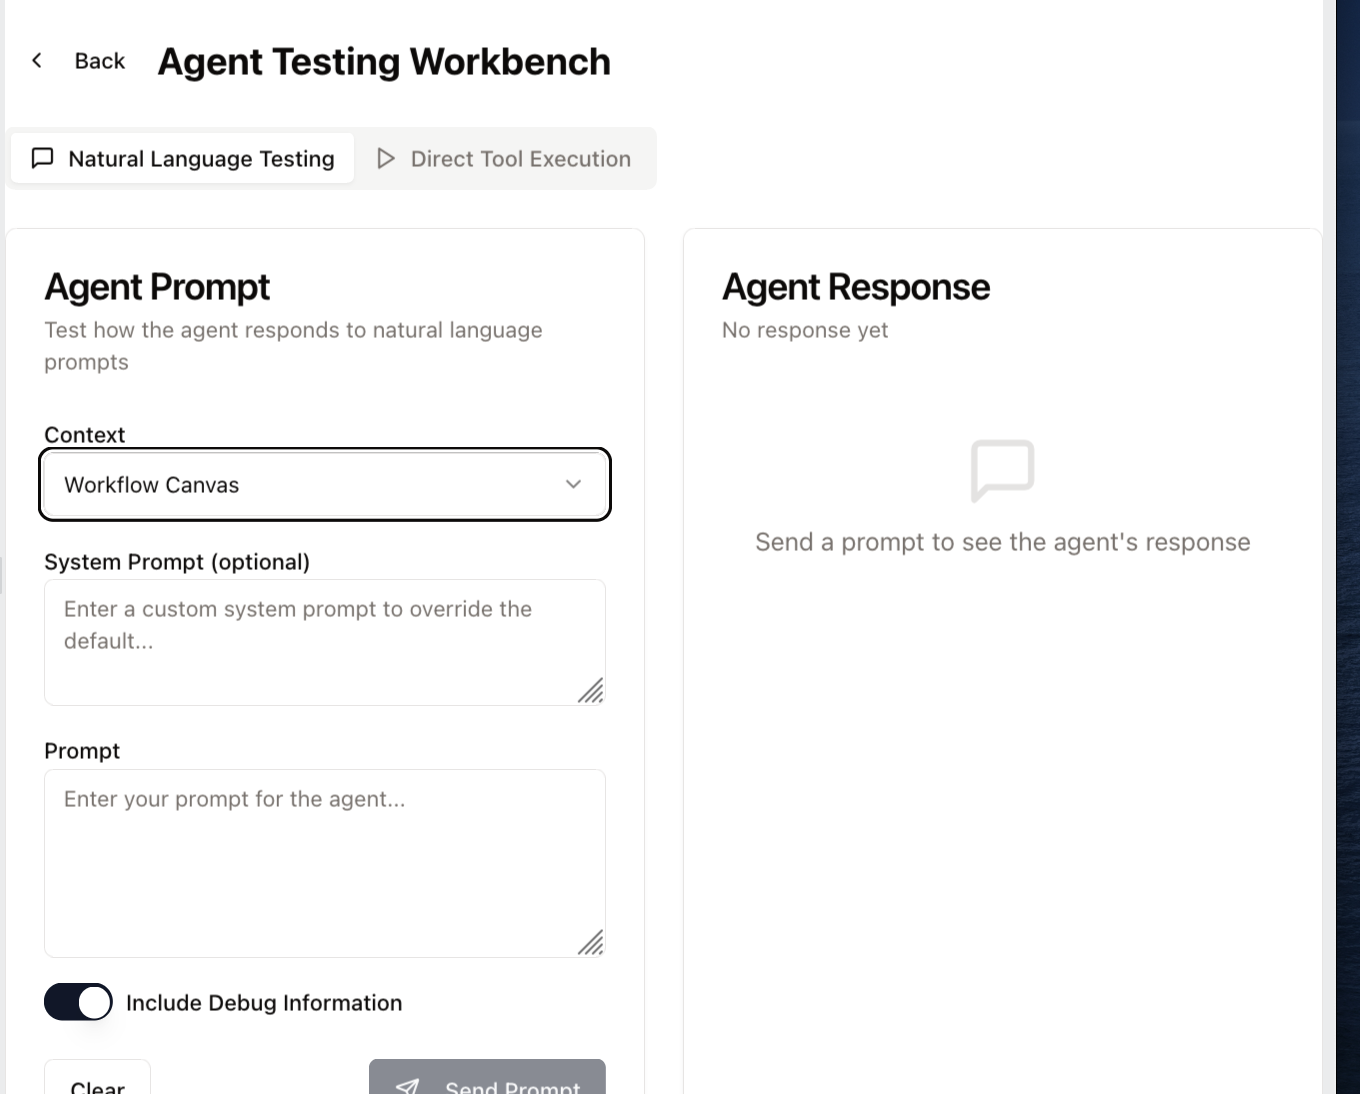 Back
Agent Testing Workbench
Natural Language Testing
Direct Tool Execution
Agent Prompt
Test how the agent responds to natural language
prompts
Context
Workflow Canvas
System Prompt (optional)
Enter a custom system prompt to override the
default...
Prompt
Enter your prompt for the agent...
Include Debug Information
Clear
Send Prompt
Agent Response
No response yet
Send a prompt to see the agent's response